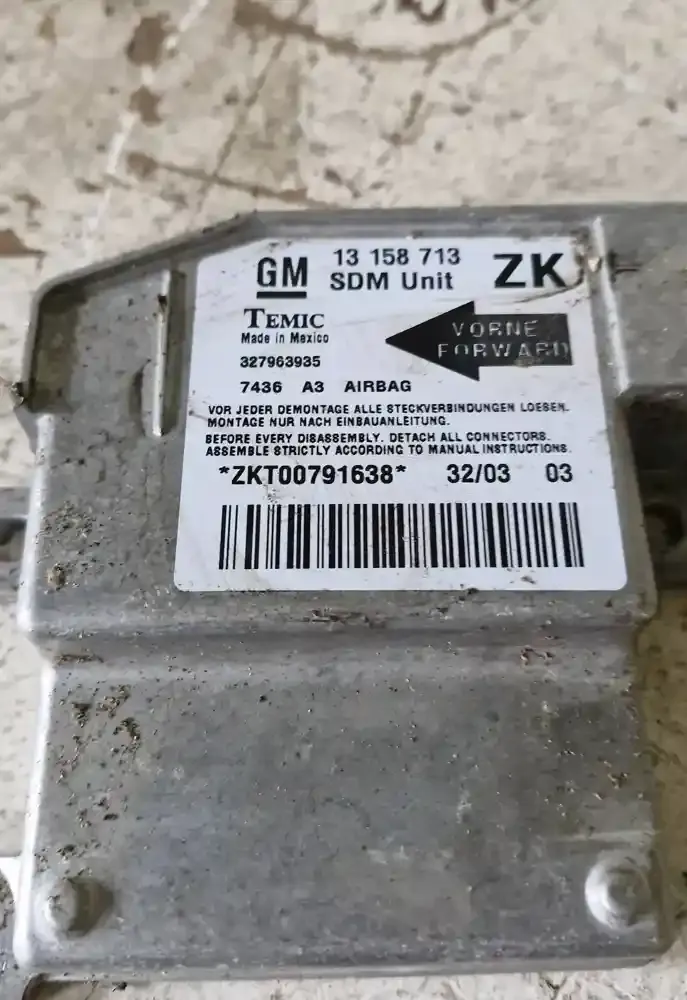 GM 13 158 713 ZK
SDM Unit
TEMIC
Made in Mexico
VORNE
FORWARD
327963935
7436 A3 AIRBAG
VOR JEDER DEMONTAGE ALLE STECKVERBINDUNGEN LOESEN.
MONTAGE NUR NACH EINBAUANLEITUNG.
BEFORE EVERY DISASSEMBLY. DETACH ALL CONNECTORS.
ASSEMBLE STRICTLY ACCORDING TO MANUAL INSTRUCTIONS.
*ZKT00791638* 32/03 03